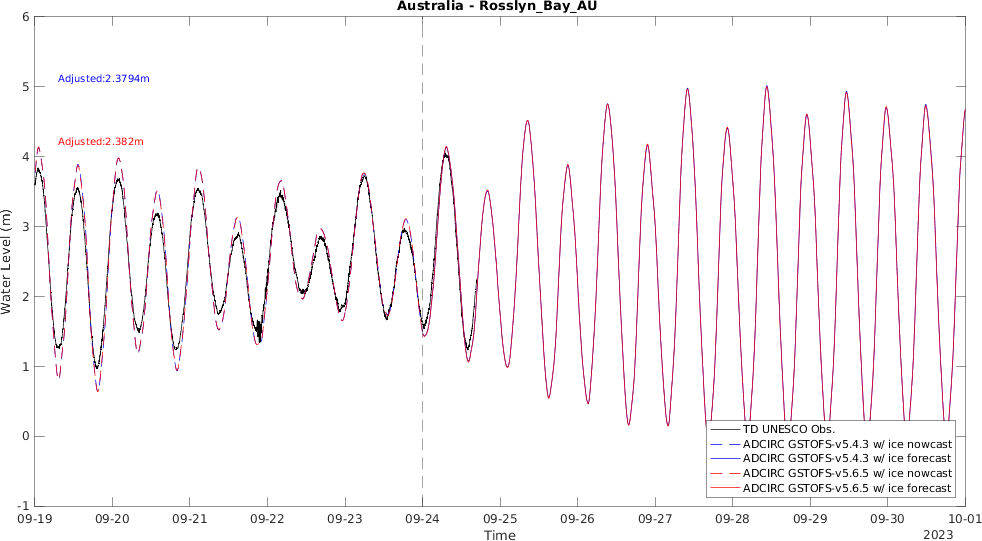 Australia - Rosslyn_Bay_AU
6
5
4
3
2
1
0
-1
Water Level (m)
Adjusted:2.3794m
Adjusted:2.382m
TD UNESCO Obs.
ADCIRC GSTOFS-v5.4.3 w/ ice nowcast
ADCIRC GSTOFS-v5.4.3 w/ ice forecast
ADCIRC GSTOFS-v5.6.5 w/ ice nowcast
ADCIRC GSTOFS-v5.6.5 w/ ice forecast
09-19 09-20 09-21 09-22 09-23 09-24 09-25 09-26 09-27 09-28 09-29 09-30 10-01
Time
2023